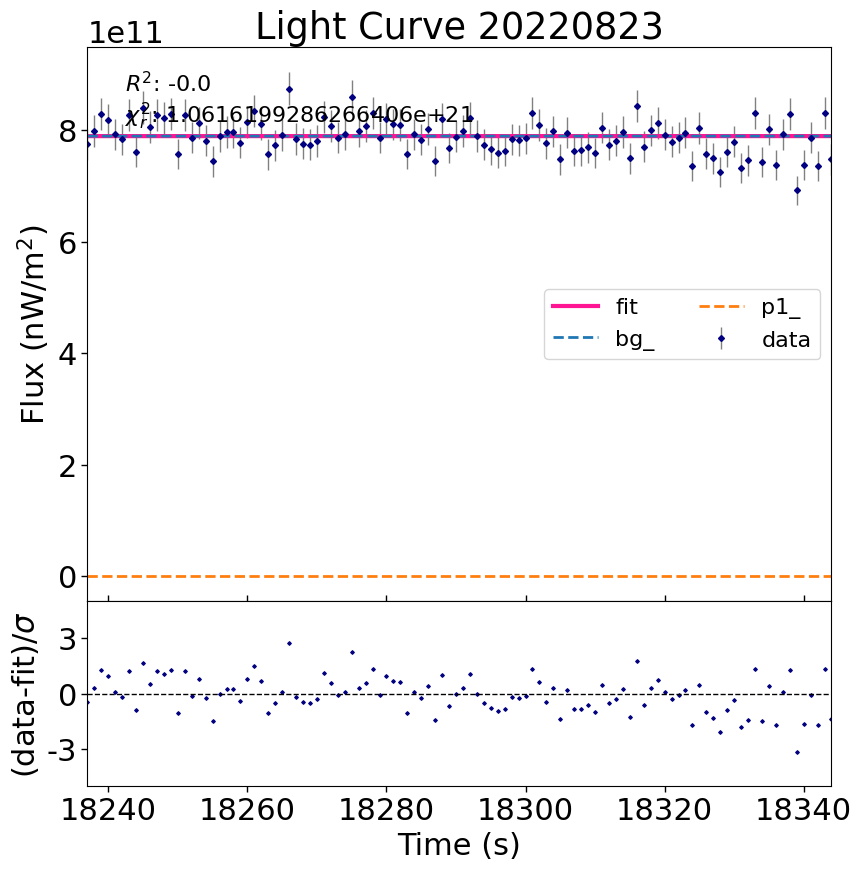 Light Curve 20220823
1e11
R²: -0.0
χ²ᵣ: 1.0616199286266406e+21
8
6
4
2
0
Flux (nW/m²)
fit
bg_
p1_
data
3
0
-3
(data-fit)/σ
18240 18260 18280 18300 18320 18340
Time (s)